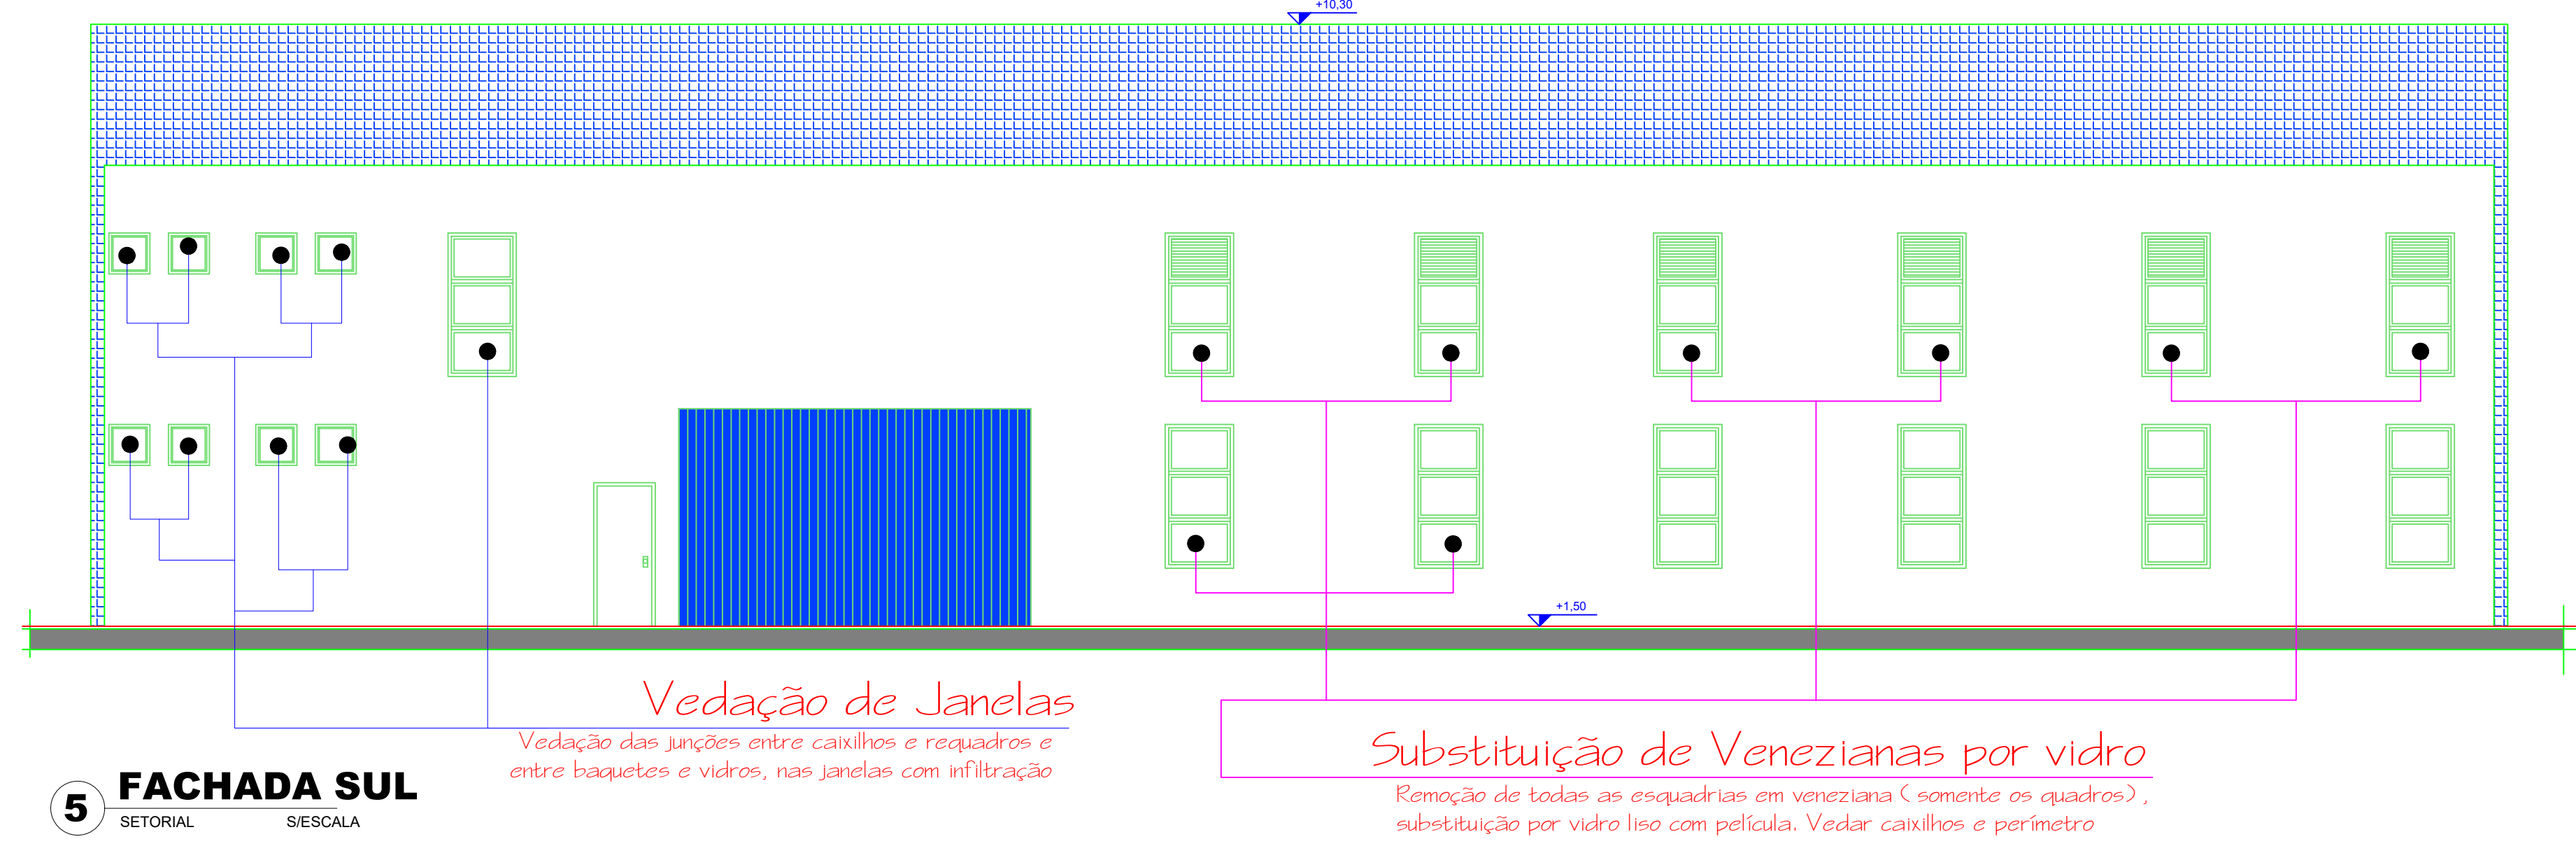 +10,30
+1,50
Vedação de Janelas
Vedação das junções entre caixilhos e requadros e
entre baquetes e vidros, nas janelas com infiltração
Substituição de Venezianas por vidro
Remoção de todas as esquadrias em veneziana ( somente os quadros) ,
substituição por vidro liso com película. Vedar caixilhos e perímetro
5
FACHADA SUL
SETORIAL S/ESCALA